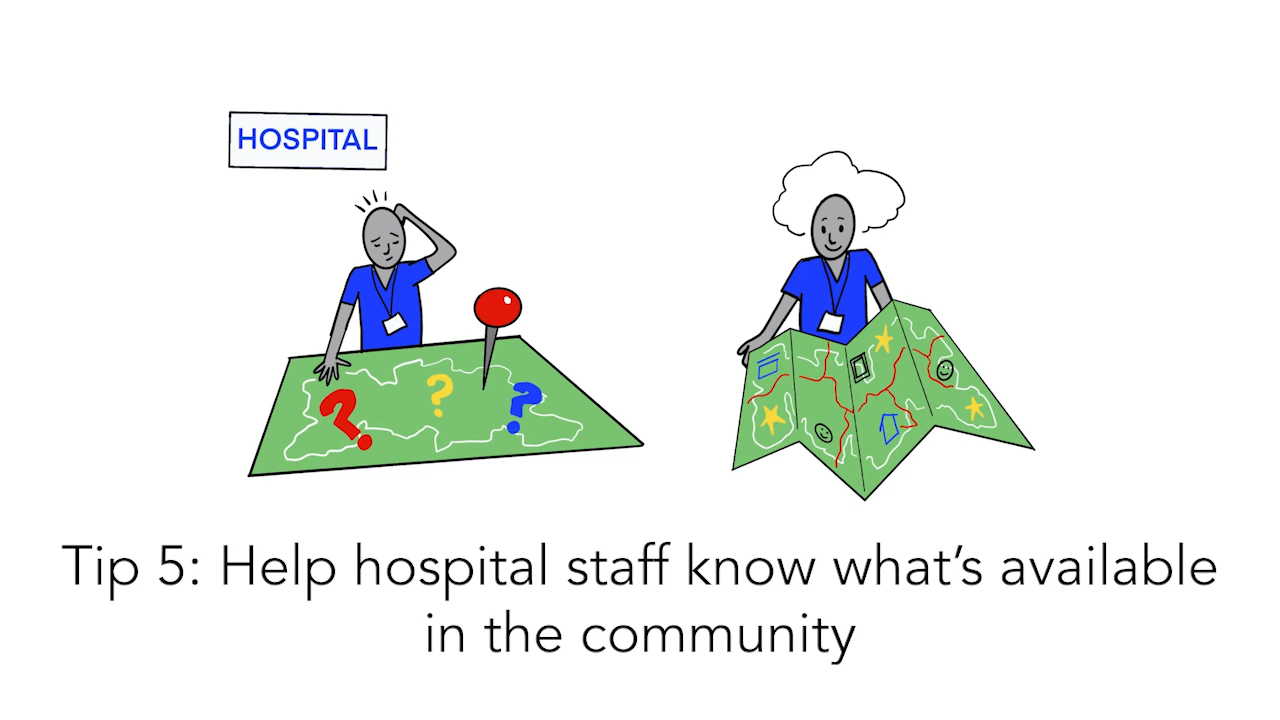 HOSPITAL
? ? ?
Tip 5: Help hospital staff know what’s available
in the community